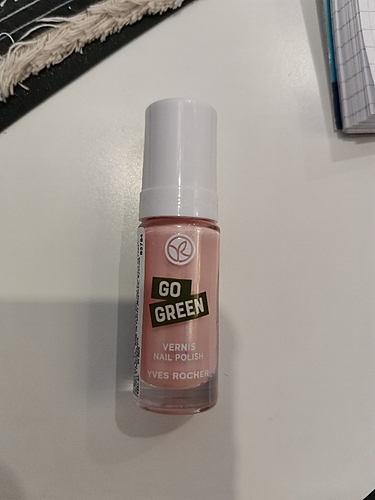 GO
GREEN
VERNIS
NAIL POLISH
YVES ROCHER